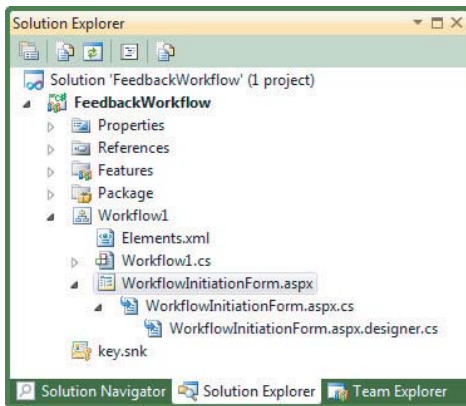 Solution Explorer
Solution 'FeedbackWorkflow' (1 project)
FeedbackWorkflow
Properties
References
Features
Package
Workflow1
Elements.xml
Workflow1.cs
WorkflowInitiationForm.aspx
WorkflowInitiationForm.aspx.cs
WorkflowInitiationForm.aspx.designer.cs
key.snk
Solution Navigator Solution Explorer Team Explorer